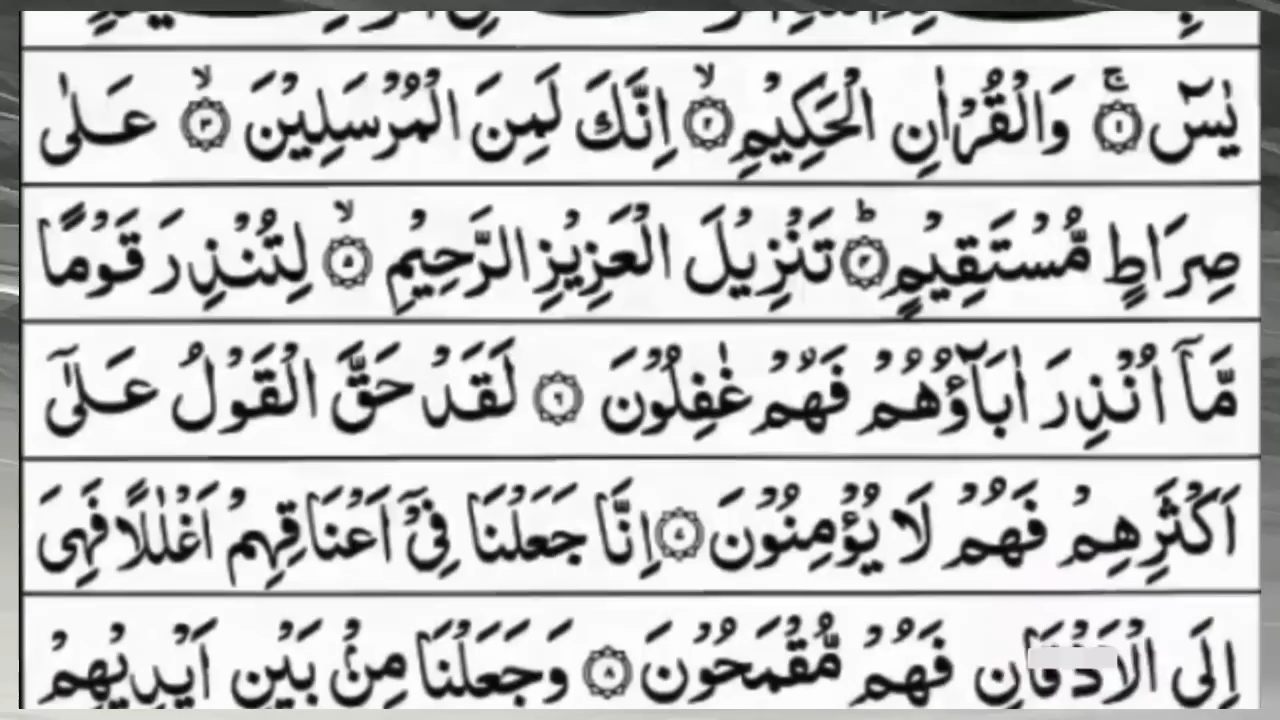 يٰسٓ ۚ﴿١﴾ وَالْقُرْاٰنِ الْحَكِيْمِ ۙ﴿٢﴾ اِنَّكَ لَمِنَ الْمُرْسَلِيْنَ ۙ﴿٣﴾ عَلٰى
صِرَاطٍ مُّسْتَقِيْمٍ ؕ﴿٤﴾ تَنْزِيْلَ الْعَزِيْزِ الرَّحِيْمِ ۙ﴿٥﴾ لِتُنْذِرَ قَوْمًا
مَّآ اُنْذِرَ اٰبَآؤُهُمْ فَهُمْ غٰفِلُوْنَ ﴿٦﴾ لَقَدْ حَقَّ الْقَوْلُ عَلٰٓى
اَكْثَرِهِمْ فَهُمْ لَا يُؤْمِنُوْنَ ﴿٧﴾ اِنَّا جَعَلْنَا فِيْٓ اَعْنَاقِهِمْ اَغْلٰلًا فَهِىَ
اِلَى الْاَذْقَانِ فَهُمْ مُّقْمَحُوْنَ ﴿٨﴾ وَجَعَلْنَا مِنْۢ بَيْنِ اَيْدِيْهِمْ